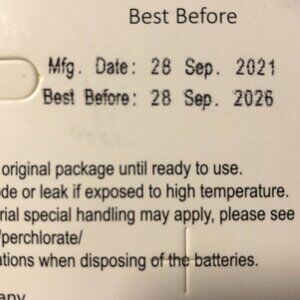 Best Before
Mfg. Date: 28 Sep. 2021
Best Before: 28 Sep. 2026
original package until ready to use.
ode or leak if exposed to high temperature.
rial special handling may apply, please see
/perchlorate/
ations when disposing of the batteries.
any